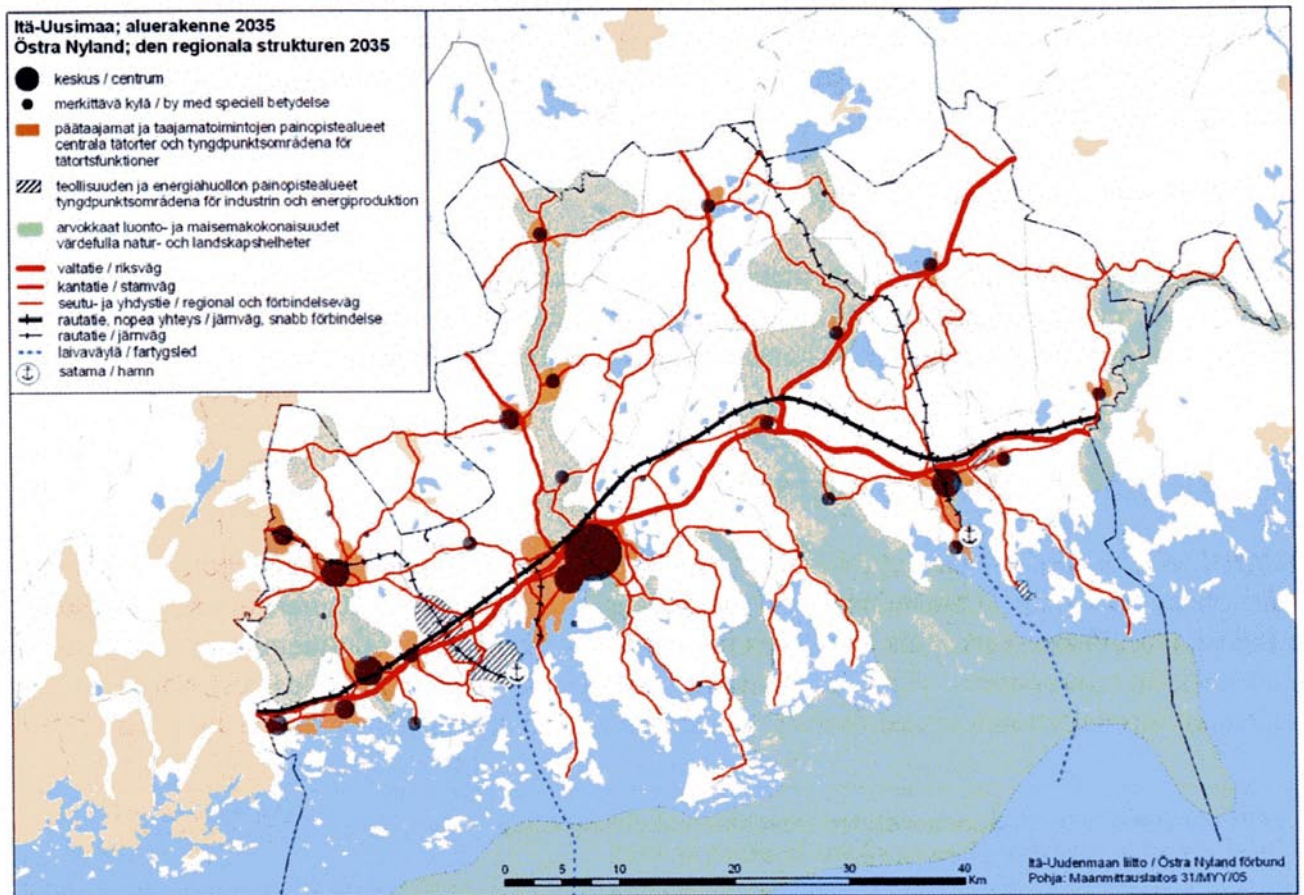 Itä-Uusimaa; aluerakenne 2035
Östra Nyland; den regionala strukturen 2035
keskus / centrum
merkittävä kylä / by med speciell betydelse
päätaajamat ja taajamatoimintojen painopistealueet
centrala tätorter och tyngdpunktsområdena för
tätortsfunktioner
teollisuuden ja energiahuollon painopistealueet
tyngdpunktsområdena för industrin och energiproduktion
arvokkaat luonto- ja maisemakokonaisuudet
värdefulla natur- och landskapshelheter
valtatie / riksväg
kantatie / stamväg
seutu- ja yhdystie / regional och förbindelseväg
rautatie, nopea yhteys / järnväg, snabb förbindelse
rautatie / järnväg
laivaväylä / fartygsled
satama / hamn
0 5 10 20 30 40
Km
Itä-Uudenmaan liitto / Östra Nyland förbund
Pohja: Maanmittauslaitos 31/MYY/05